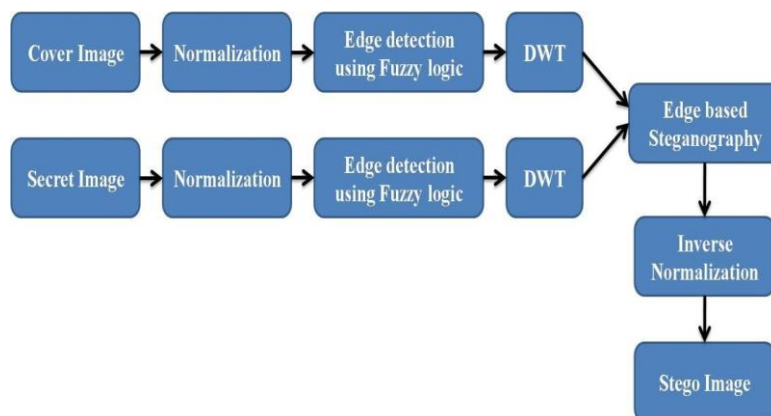 Cover Image
Normalization
Edge detection
using Fuzzy logic
DWT
Secret Image
Normalization
Edge detection
using Fuzzy logic
DWT
Edge based
Steganography
Inverse
Normalization
Stego Image